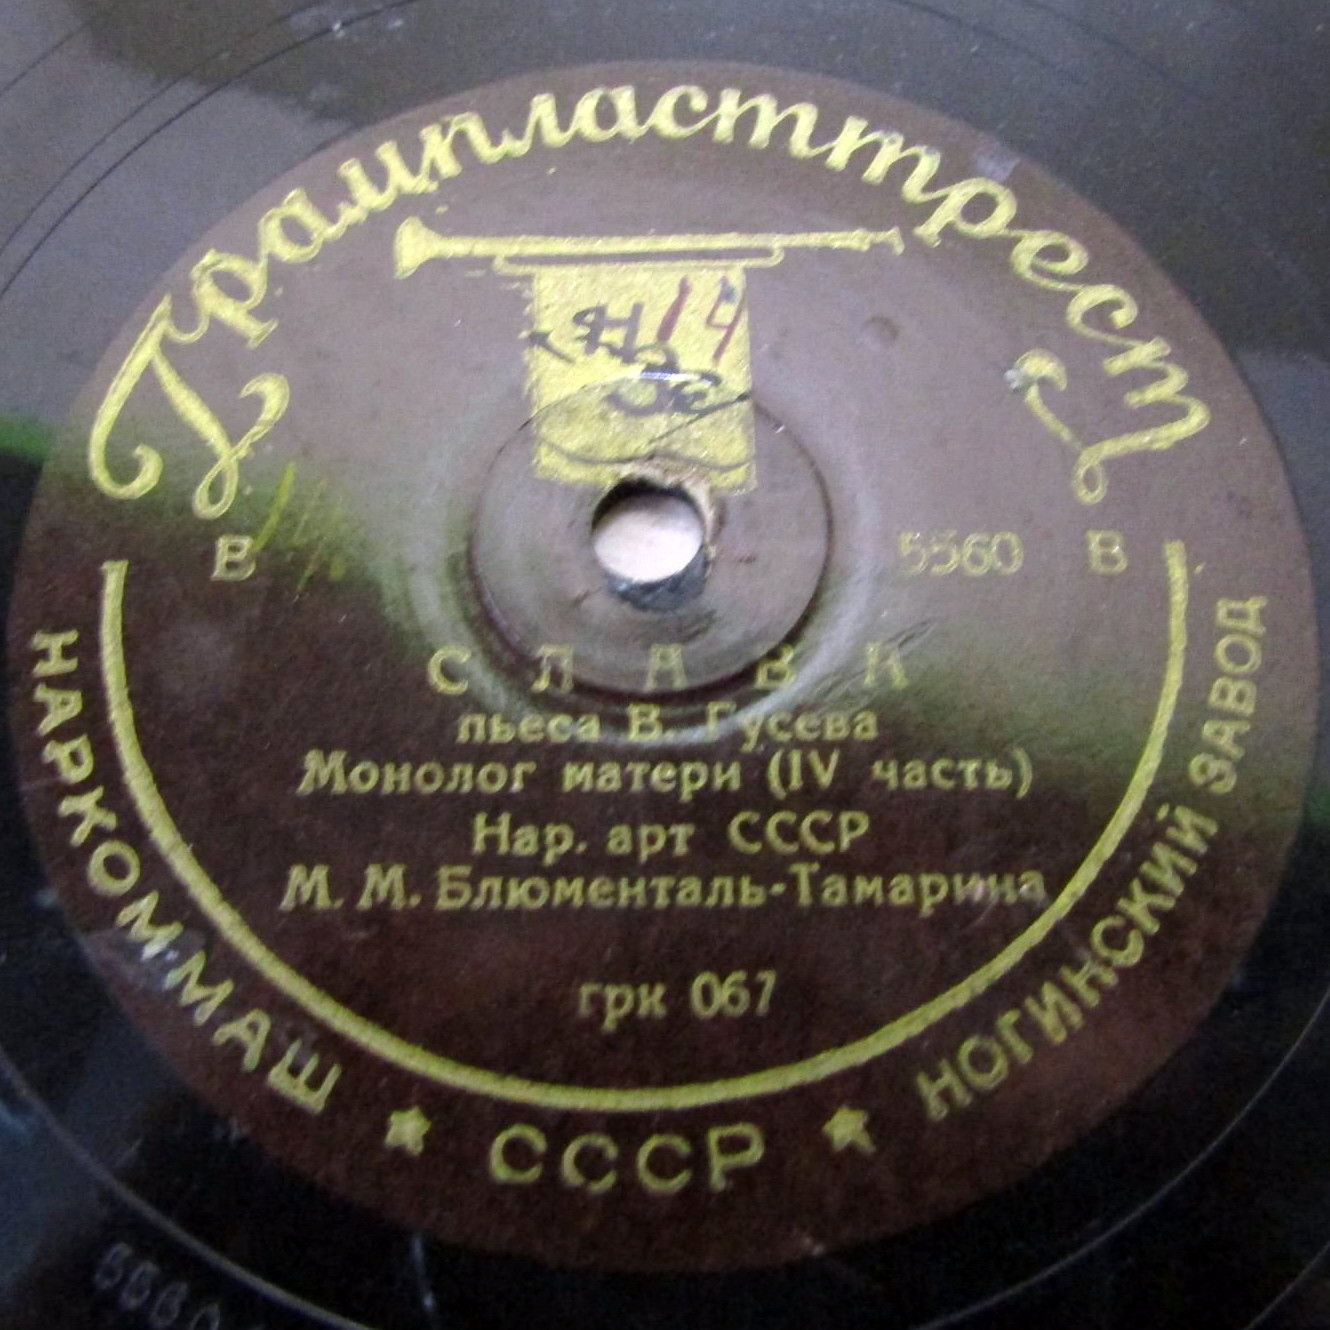 Грампласттрест
В 5560 В
СЛАВА
пьеса В. Гусева
Монолог матери (IV часть)
Нар. арт СССР
М. М. Блюменталь-Тамарина
грк 067
НАРКОММАШ ★ СССР ★ НОГИНСКИЙ ЗАВОД
5560